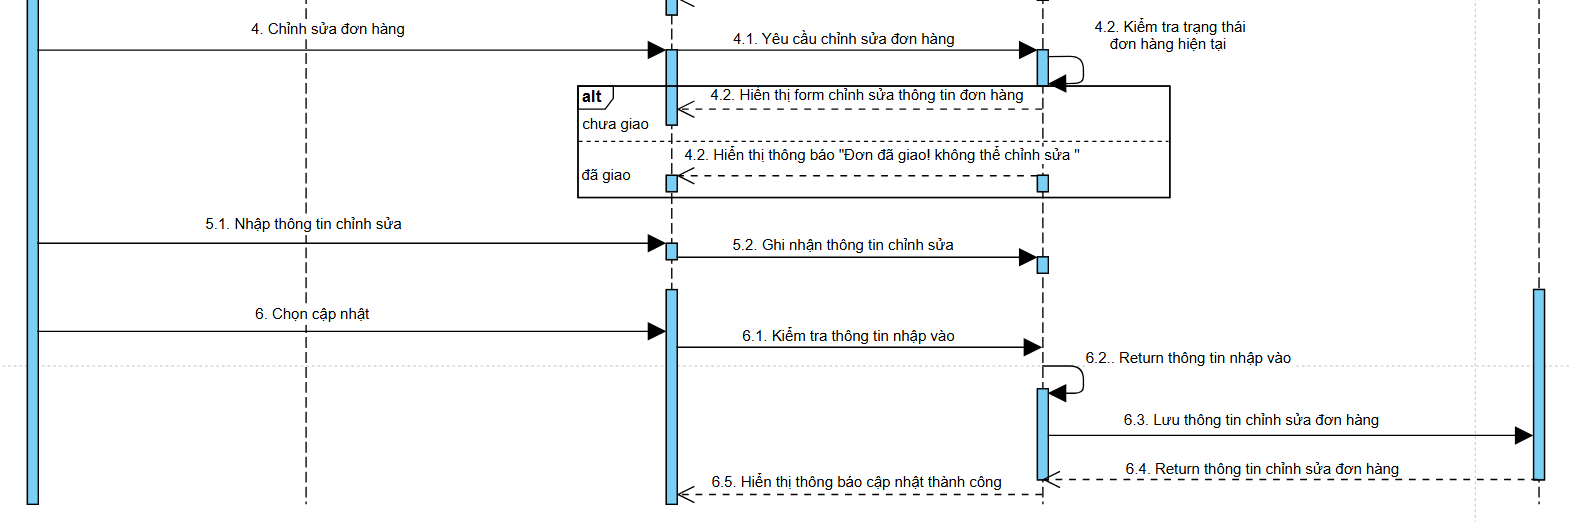 4. Chỉnh sửa đơn hàng
4.1. Yêu cầu chỉnh sửa đơn hàng
4.2. Kiểm tra trạng thái
đơn hàng hiện tại
alt
4.2. Hiển thị form chỉnh sửa thông tin đơn hàng
chưa giao
4.2. Hiển thị thông báo "Đơn đã giao! không thể chỉnh sửa "
đã giao
5.1. Nhập thông tin chỉnh sửa
5.2. Ghi nhận thông tin chỉnh sửa
6. Chọn cập nhật
6.1. Kiểm tra thông tin nhập vào
6.2.. Return thông tin nhập vào
6.3. Lưu thông tin chỉnh sửa đơn hàng
6.4. Return thông tin chỉnh sửa đơn hàng
6.5. Hiển thị thông báo cập nhật thành công